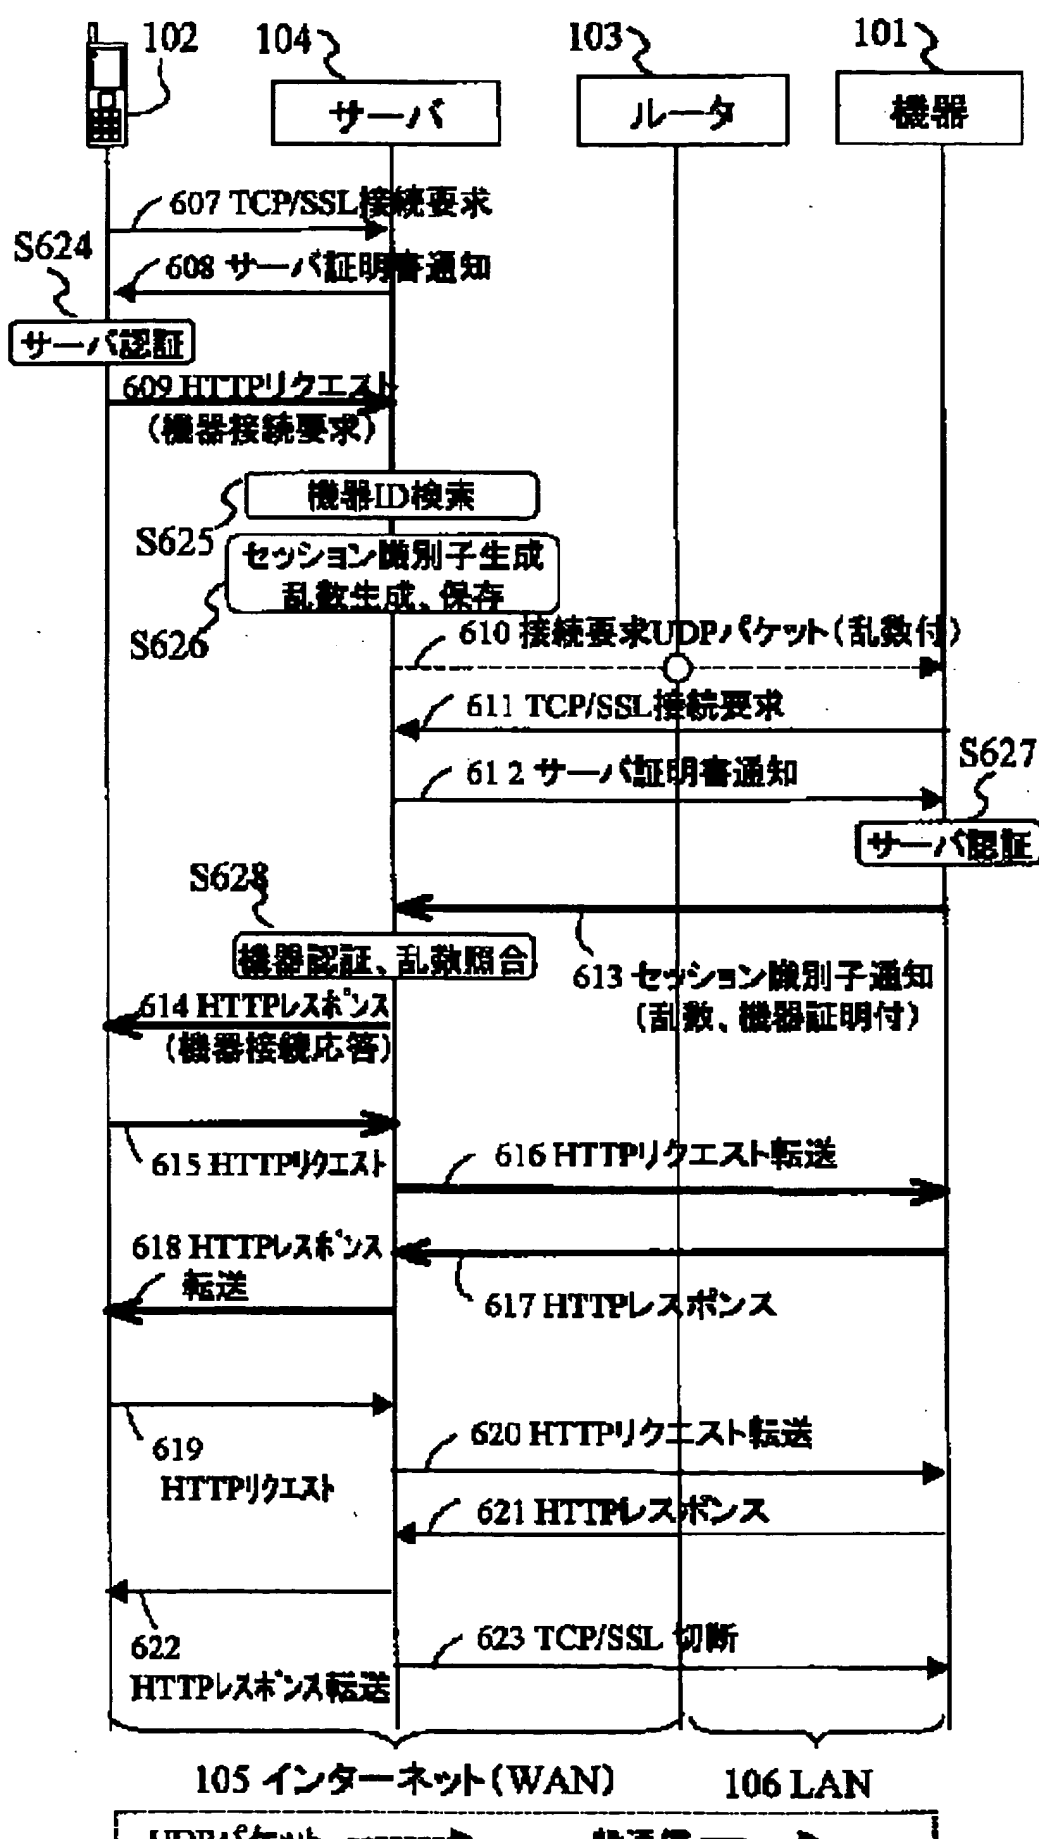 102
104
103
101
サーバ
ルータ
機器
607 TCP/SSL接続要求
S624
608 サーバ証明書通知
サーバ認証
609 HTTPリクエスト
(機器接続要求)
機器ID検索
S625
セッション識別子生成
乱数生成、保存
S626
610 接続要求UDPパケット(乱数付)
611 TCP/SSL接続要求
612 サーバ証明書通知
S627
サーバ認証
S628
機器認証、乱数照合
613 セッション識別子通知
(乱数、機器証明付)
614 HTTPレスポンス
(機器接続応答)
615 HTTPリクエスト
616 HTTPリクエスト転送
618 HTTPレスポンス
転送
617 HTTPレスポンス
619
HTTPリクエスト
620 HTTPリクエスト転送
621 HTTPレスポンス
622
HTTPレスポンス転送
623 TCP/SSL 切断
105 インターネット(WAN)
106 LAN
UDPパケット